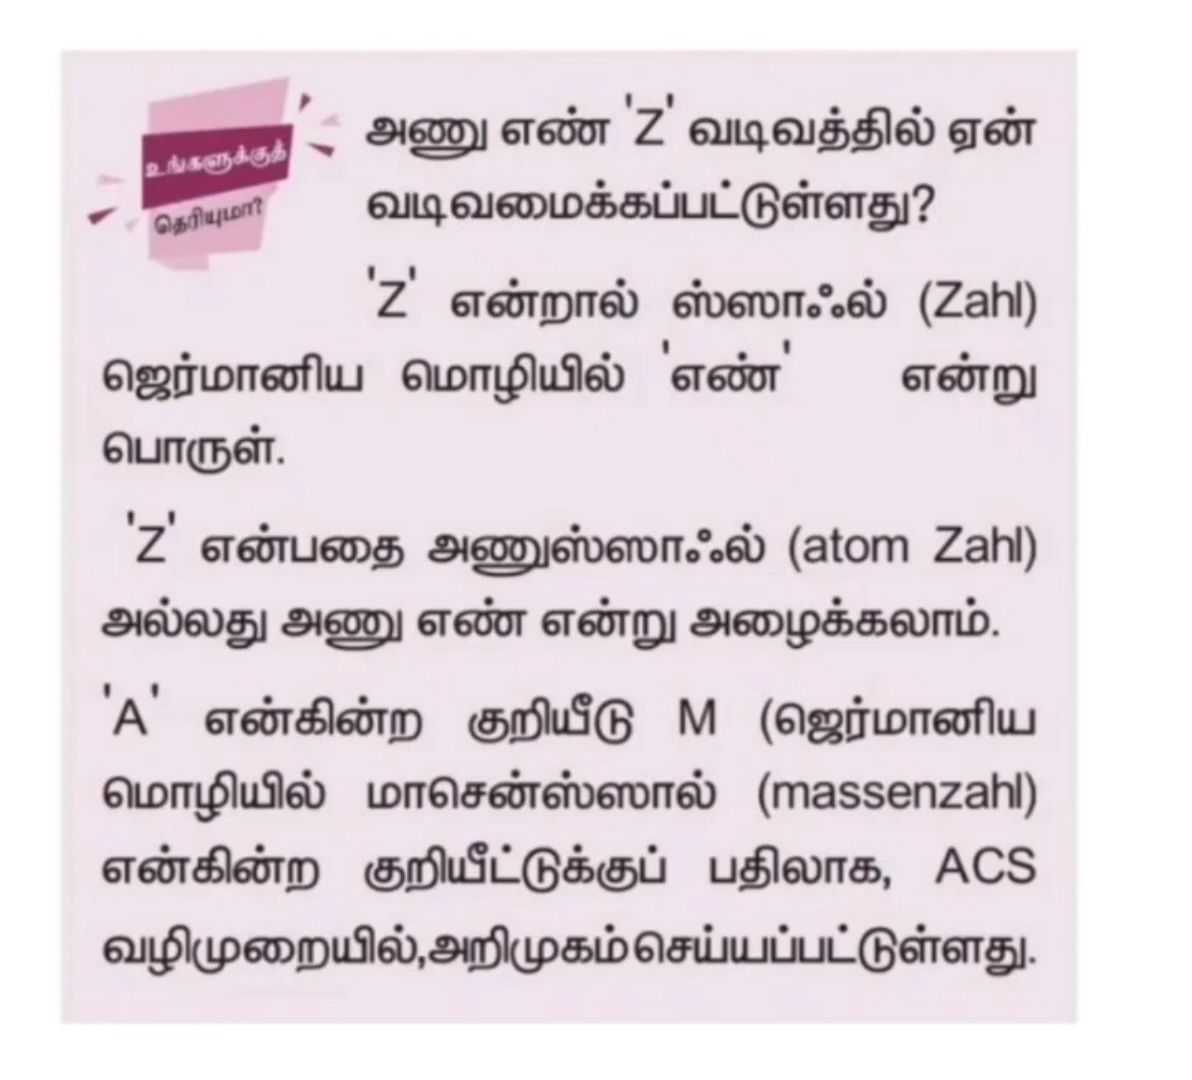 உங்களுக்குத்
தெரியுமா?
அணு எண் 'Z' வடிவத்தில் ஏன்
வடிவமைக்கப்பட்டுள்ளது?
'Z' என்றால் ஸ்ஸாஃல் (Zahl)
ஜெர்மானிய மொழியில் 'எண்' என்று
பொருள்.
'Z' என்பதை அணுஸ்ஸாஃல் (atom Zahl)
அல்லது அணு எண் என்று அழைக்கலாம்.
'A' என்கின்ற குறியீடு M (ஜெர்மானிய
மொழியில் மாசென்ஸ்ஸால் (massenzahl)
என்கின்ற குறியீட்டுக்குப் பதிலாக, ACS
வழிமுறையில்,அறிமுகம்செய்யப்பட்டுள்ளது.